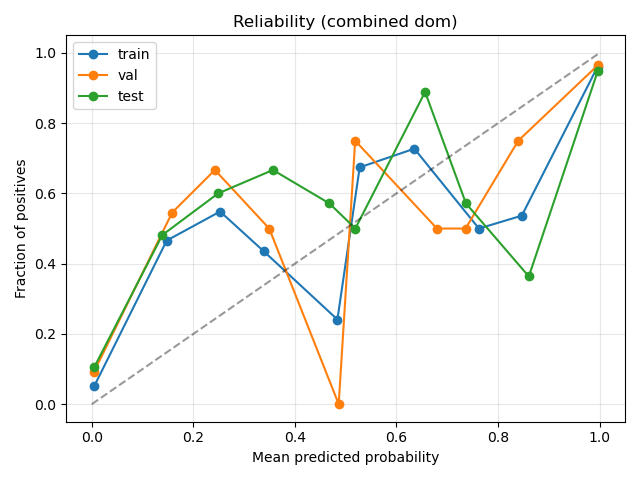 Reliability (combined dom)
train
val
test
1.0
0.8
0.6
0.4
0.2
0.0
Fraction of positives
0.0 0.2 0.4 0.6 0.8 1.0
Mean predicted probability